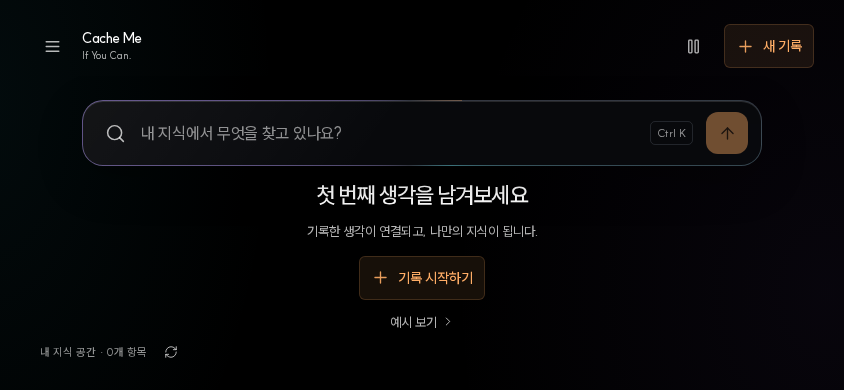 Cache Me
If You Can.
새 기록
내 지식에서 무엇을 찾고 있나요?
Ctrl K
첫 번째 생각을 남겨보세요
기록한 생각이 연결되고, 나만의 지식이 됩니다.
기록 시작하기
예시 보기
내 지식 공간 · 0개 항목